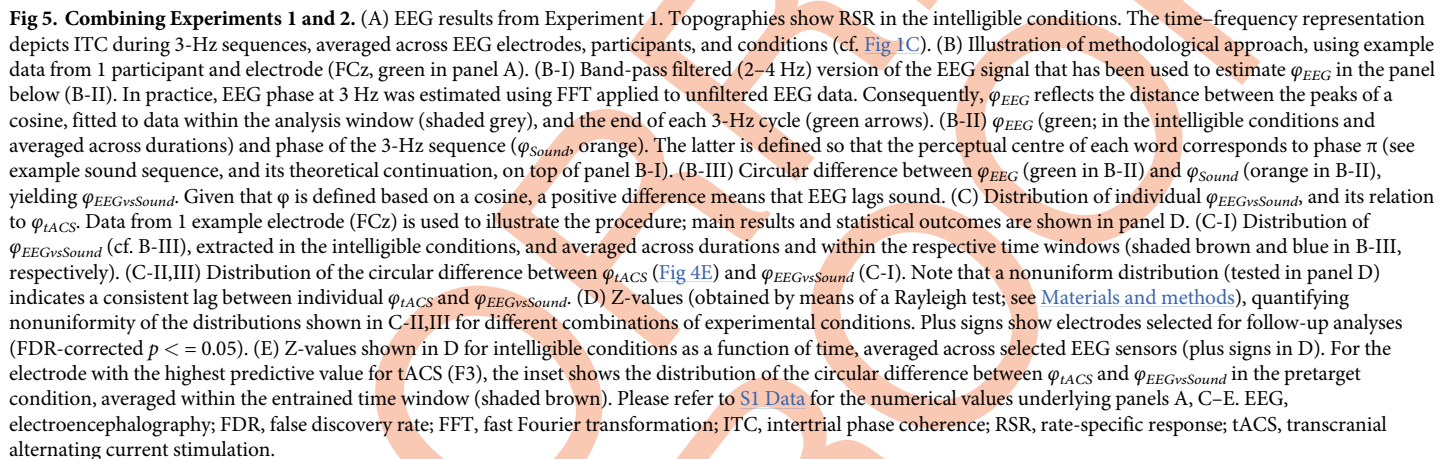 Fig 5. Combining Experiments 1 and 2. (A) EEG results from Experiment 1. Topographies show RSR in the intelligible conditions. The time–frequency representation
depicts ITC during 3-Hz sequences, averaged across EEG electrodes, participants, and conditions (cf. Fig 1C). (B) Illustration of methodological approach, using example
data from 1 participant and electrode (FCz, green in panel A). (B-I) Band-pass filtered (2–4 Hz) version of the EEG signal that has been used to estimate φEEG in the panel
below (B-II). In practice, EEG phase at 3 Hz was estimated using FFT applied to unfiltered EEG data. Consequently, φEEG reflects the distance between the peaks of a
cosine, fitted to data within the analysis window (shaded grey), and the end of each 3-Hz cycle (green arrows). (B-II) φEEG (green; in the intelligible conditions and
averaged across durations) and phase of the 3-Hz sequence (φSound, orange). The latter is defined so that the perceptual centre of each word corresponds to phase π (see
example sound sequence, and its theoretical continuation, on top of panel B-I). (B-III) Circular difference between φEEG (green in B-II) and φSound (orange in B-II),
yielding φEEGvsSound. Given that φ is defined based on a cosine, a positive difference means that EEG lags sound. (C) Distribution of individual φEEGvsSound, and its relation
to φtACS. Data from 1 example electrode (FCz) is used to illustrate the procedure; main results and statistical outcomes are shown in panel D. (C-I) Distribution of
φEEGvsSound (cf. B-III), extracted in the intelligible conditions, and averaged across durations and within the respective time windows (shaded brown and blue in B-III,
respectively). (C-II,III) Distribution of the circular difference between φtACS (Fig 4E) and φEEGvsSound (C-I). Note that a nonuniform distribution (tested in panel D)
indicates a consistent lag between individual φtACS and φEEGvsSound. (D) Z-values (obtained by means of a Rayleigh test; see Materials and methods), quantifying
nonuniformity of the distributions shown in C-II,III for different combinations of experimental conditions. Plus signs show electrodes selected for follow-up analyses
(FDR-corrected p < = 0.05). (E) Z-values shown in D for intelligible conditions as a function of time, averaged across selected EEG sensors (plus signs in D). For the
electrode with the highest predictive value for tACS (F3), the inset shows the distribution of the circular difference between φtACS and φEEGvsSound in the pretarget
condition, averaged within the entrained time window (shaded brown). Please refer to S1 Data for the numerical values underlying panels A, C–E. EEG,
electroencephalography; FDR, false discovery rate; FFT, fast Fourier transformation; ITC, intertrial phase coherence; RSR, rate-specific response; tACS, transcranial
alternating current stimulation.